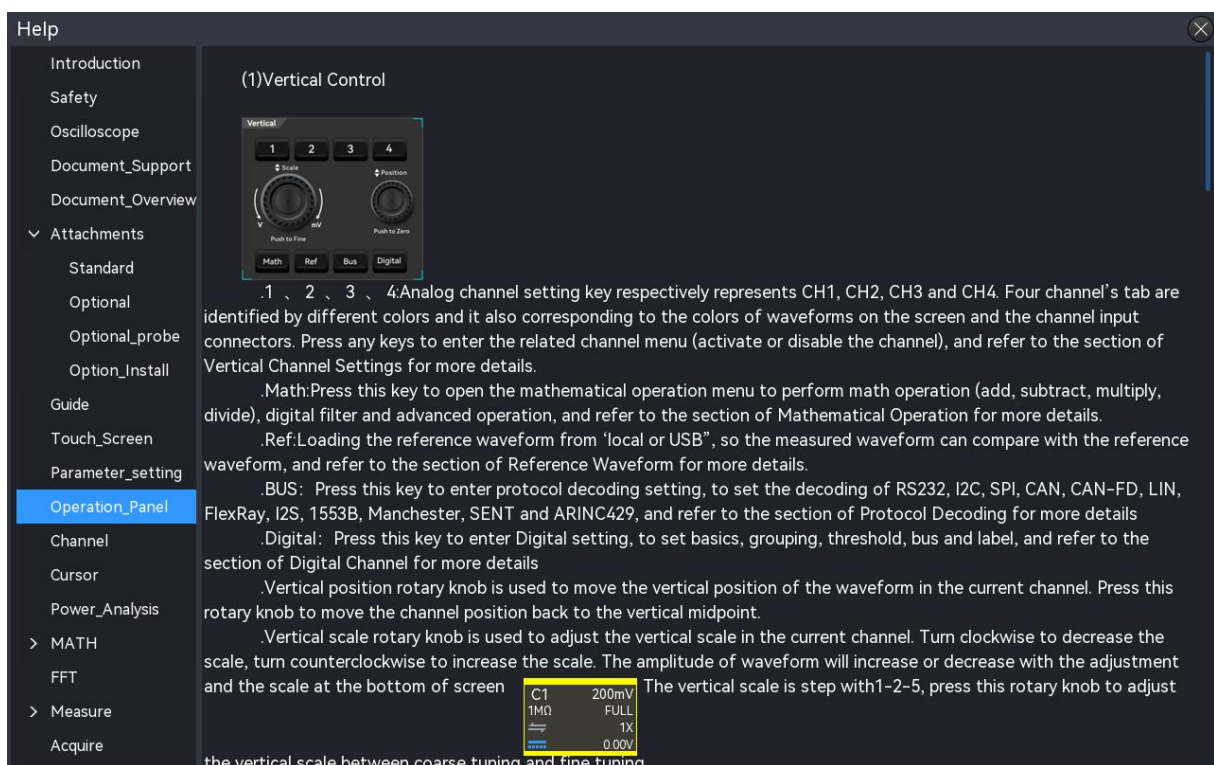 Help
Introduction
Safety
Oscilloscope
Document_Support
Document_Overview
Attachments
Standard
Optional
Optional_probe
Option_Install
Guide
Touch_Screen
Parameter_setting
Operation_Panel
Channel
Cursor
Power_Analysis
MATH
FFT
Measure
Acquire
(1)Vertical Control
Vertical
1 2 3 4
Scale
Position
V mV
Push to Fine
Push to Zero
Math Ref Bus Digital
.1 、 2 、 3 、 4:Analog channel setting key respectively represents CH1, CH2, CH3 and CH4. Four channel's tab are
identified by different colors and it also corresponding to the colors of waveforms on the screen and the channel input
connectors. Press any keys to enter the related channel menu (activate or disable the channel), and refer to the section of
Vertical Channel Settings for more details.
.Math:Press this key to open the mathematical operation menu to perform math operation (add, subtract, multiply,
divide), digital filter and advanced operation, and refer to the section of Mathematical Operation for more details.
.Ref:Loading the reference waveform from ‘local or USB”, so the measured waveform can compare with the reference
waveform, and refer to the section of Reference Waveform for more details.
.BUS：Press this key to enter protocol decoding setting, to set the decoding of RS232, I2C, SPI, CAN, CAN-FD, LIN,
FlexRay, I2S, 1553B, Manchester, SENT and ARINC429, and refer to the section of Protocol Decoding for more details
.Digital：Press this key to enter Digital setting, to set basics, grouping, threshold, bus and label, and refer to the
section of Digital Channel for more details
.Vertical position rotary knob is used to move the vertical position of the waveform in the current channel. Press this
rotary knob to move the channel position back to the vertical midpoint.
.Vertical scale rotary knob is used to adjust the vertical scale in the current channel. Turn clockwise to decrease the
scale, turn counterclockwise to increase the scale. The amplitude of waveform will increase or decrease with the adjustment
and the scale at the bottom of screen The vertical scale is step with1-2-5, press this rotary knob to adjust
C1 200mV
1MΩ FULL
1X
0.00V
the vertical scale between coarse tuning and fine tuning